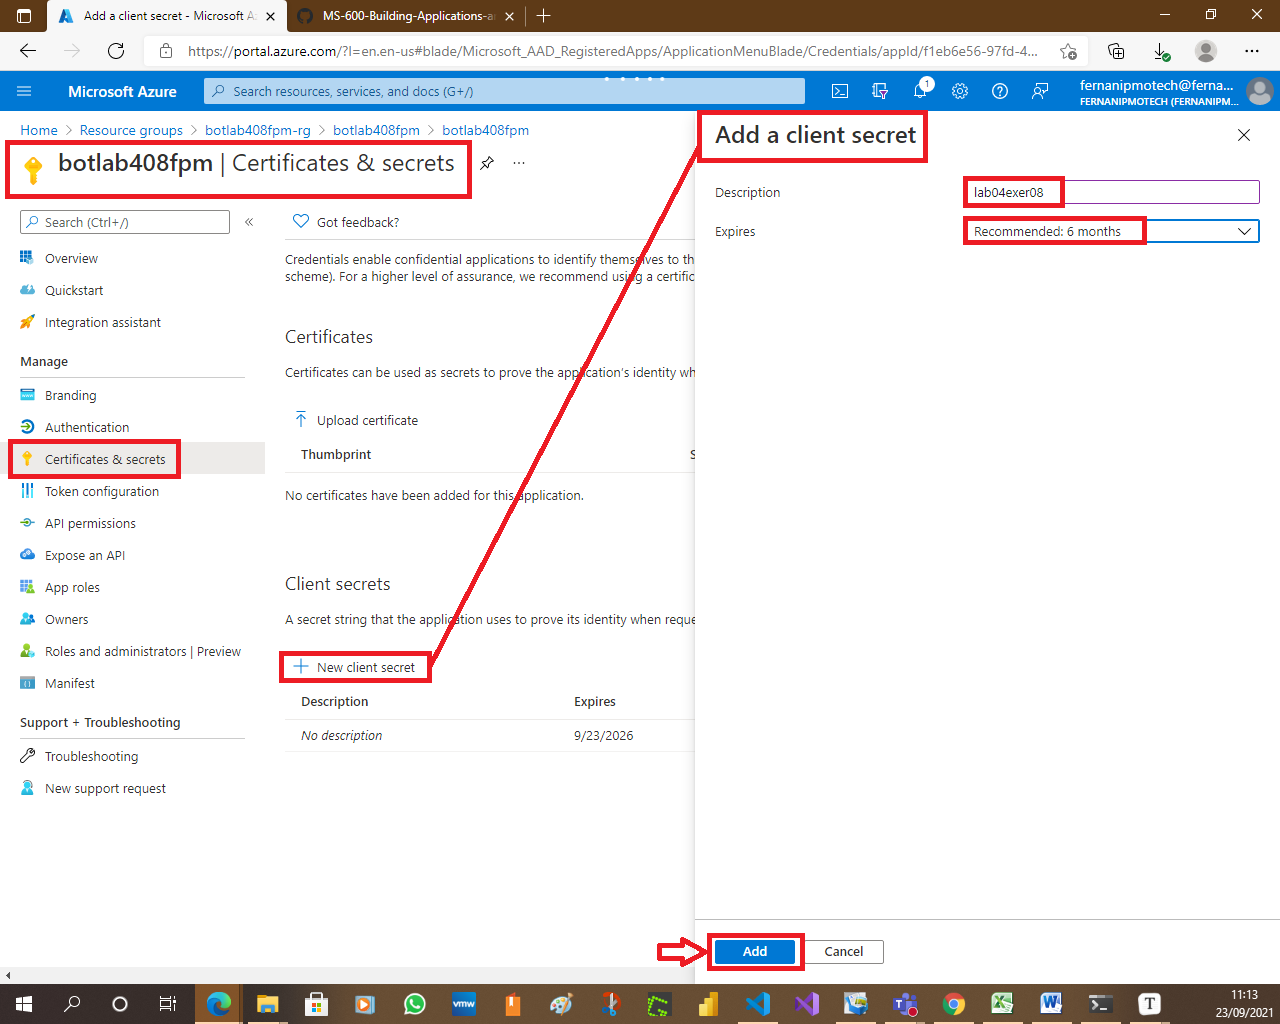 Add a client secret - Microsoft Az
MS-600-Building-Applications-a
https://portal.azure.com/?l=en.en-us#blade/Microsoft_AAD_RegisteredApps/ApplicationMenuBlade/Credentials/appId/f1eb6e56-97fd-4...
Microsoft Azure
Search resources, services, and docs (G+/)
1
fernanipmotech@ferna...
FERNANIPMOTECH (FERNANIPM...
Home > Resource groups > botlab408fpm-rg > botlab408fpm > botlab408fpm
botlab408fpm | Certificates & secrets
...
Search (Ctrl+/)
«
Overview
Quickstart
Integration assistant
Manage
Branding
Authentication
Certificates & secrets
Token configuration
API permissions
Expose an API
App roles
Owners
Roles and administrators | Preview
Manifest
Support + Troubleshooting
Troubleshooting
New support request
Got feedback?
Credentials enable confidential applications to identify themselves to th
scheme). For a higher level of assurance, we recommend using a certific
Certificates
Certificates can be used as secrets to prove the application's identity wh
Upload certificate
Thumbprint S
No certificates have been added for this application.
Client secrets
A secret string that the application uses to prove its identity when reque
New client secret
Description Expires
No description 9/23/2026
Add a client secret
Description lab04exer08
Expires Recommended: 6 months
Add Cancel
vmw
T
11:13
23/09/2021